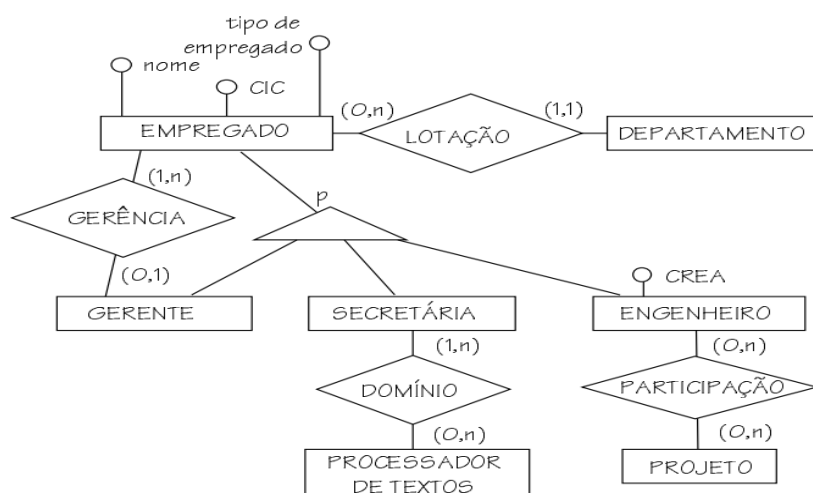 tipo de
empregado
nome
CIC
(0,n)
(1,1)
EMPREGADO
LOTAÇÃO
DEPARTAMENTO
(1,n)
p
GERÊNCIA
(0,1)
CREA
GERENTE
SECRETÁRIA
ENGENHEIRO
(1,n)
(0,n)
DOMÍNIO
PARTICIPAÇÃO
(0,n)
(0,n)
PROCESSADOR
DE TEXTOS
PROJETO